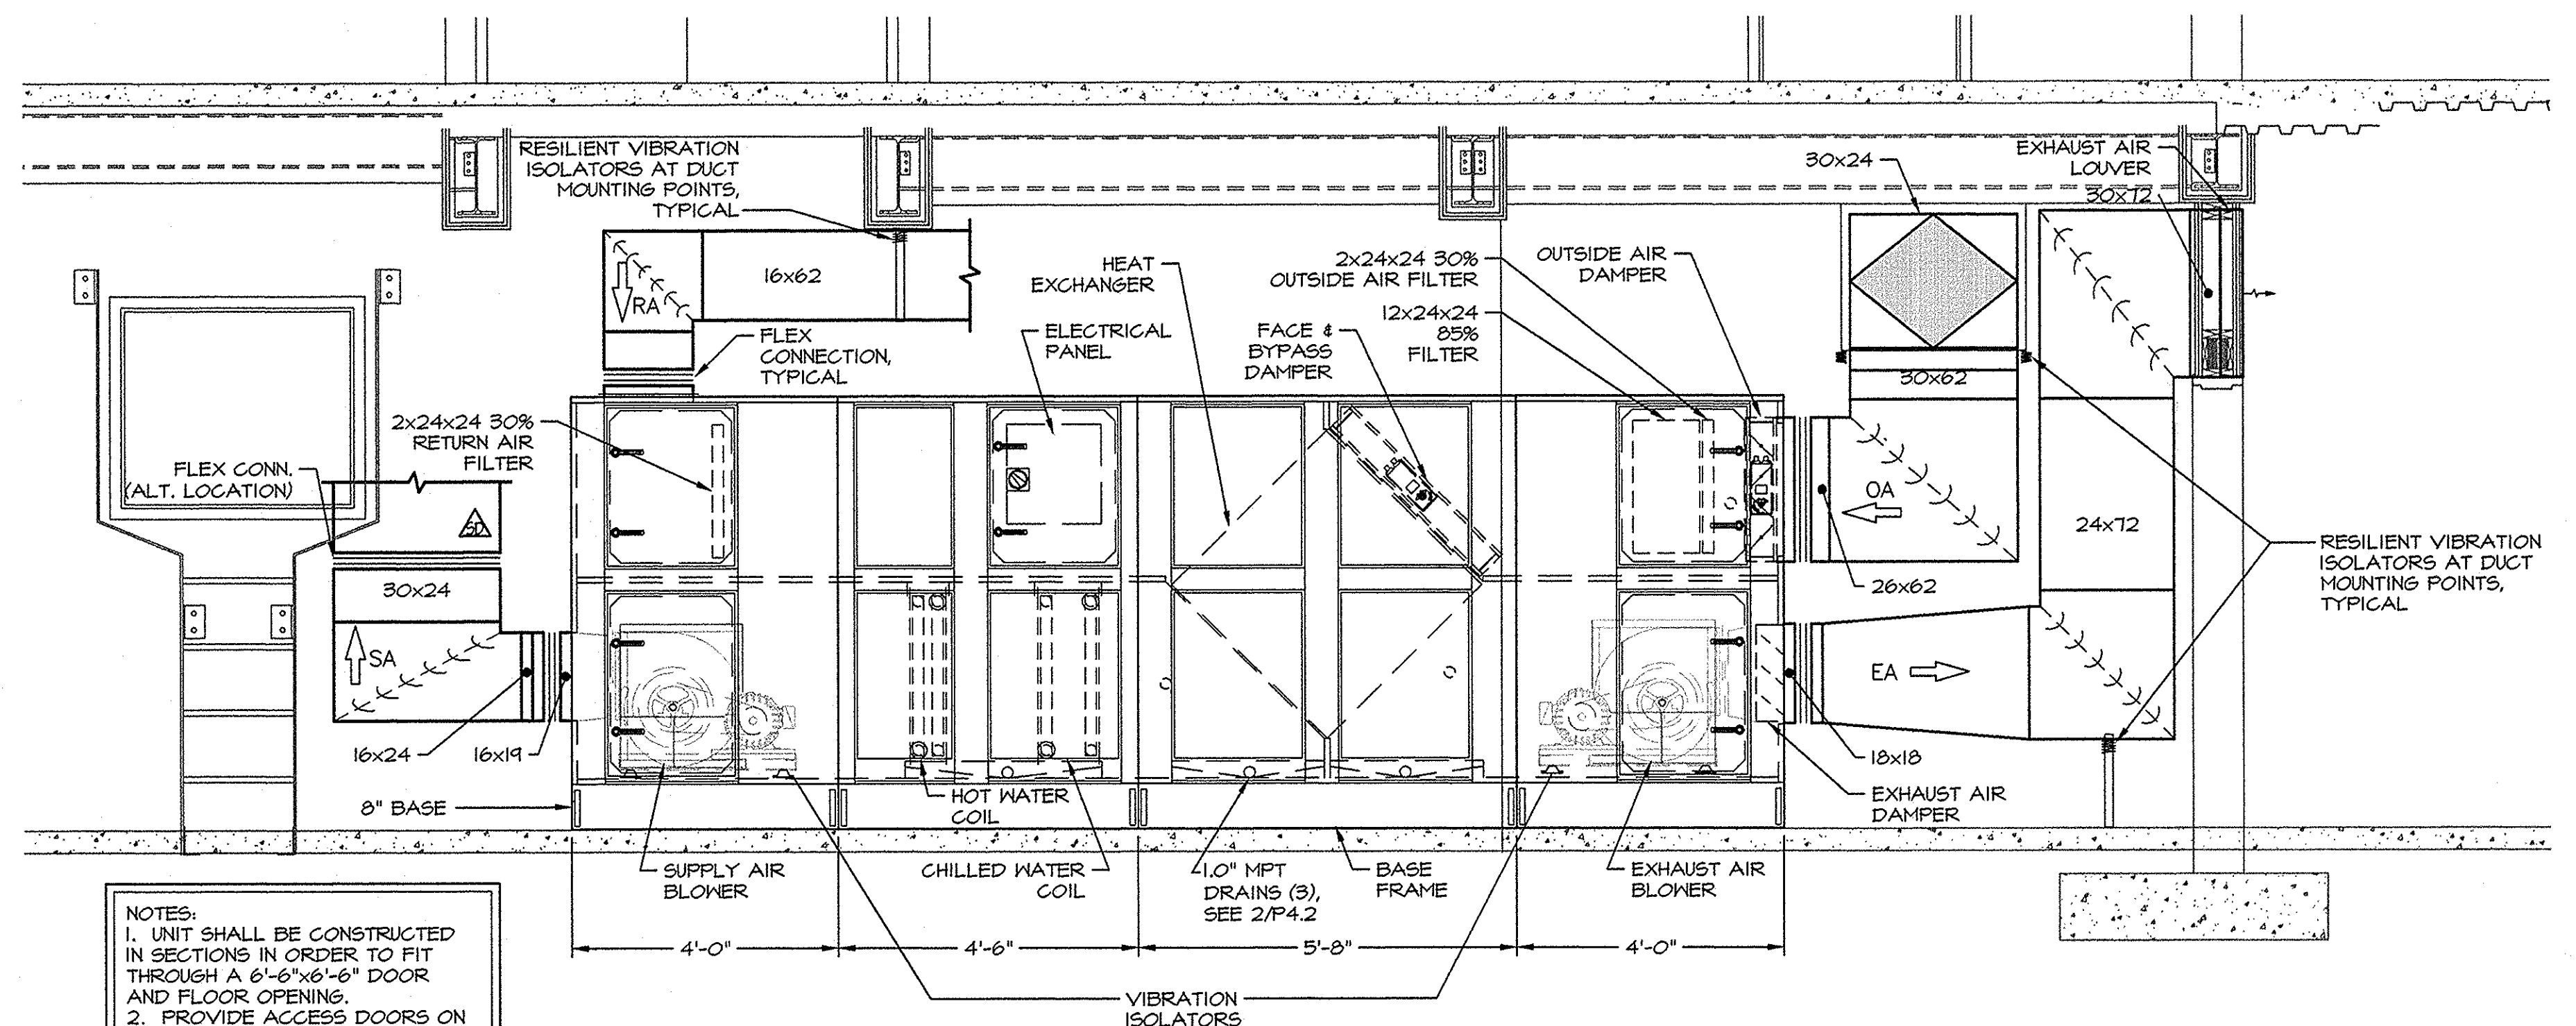 RESILIENT VIBRATION
ISOLATORS AT DUCT
MOUNTING POINTS,
TYPICAL
30x24
EXHAUST AIR
LOUVER
30x72
16x62
RA
HEAT
EXCHANGER
2x24x24 30%
OUTSIDE AIR FILTER
12x24x24
85%
FILTER
OUTSIDE AIR
DAMPER
FLEX
CONNECTION,
TYPICAL
ELECTRICAL
PANEL
FACE &
BYPASS
DAMPER
30x62
2x24x24 30%
RETURN AIR
FILTER
FLEX CONN.
(ALT. LOCATION)
SD
OA
24x72
30x24
26x62
RESILIENT VIBRATION
ISOLATORS AT DUCT
MOUNTING POINTS,
TYPICAL
SA
EA
16x24
16x19
18x18
8" BASE
HOT WATER
COIL
EXHAUST AIR
DAMPER
SUPPLY AIR
BLOWER
CHILLED WATER
COIL
1.0" MPT
DRAINS (3),
SEE 2/P4.2
BASE
FRAME
EXHAUST AIR
BLOWER
4'-0"
4'-6"
5'-8"
4'-0"
VIBRATION
ISOLATORS
NOTES:
1. UNIT SHALL BE CONSTRUCTED
IN SECTIONS IN ORDER TO FIT
THROUGH A 6'-6"x6'-6" DOOR
AND FLOOR OPENING.
2. PROVIDE ACCESS DOORS ON